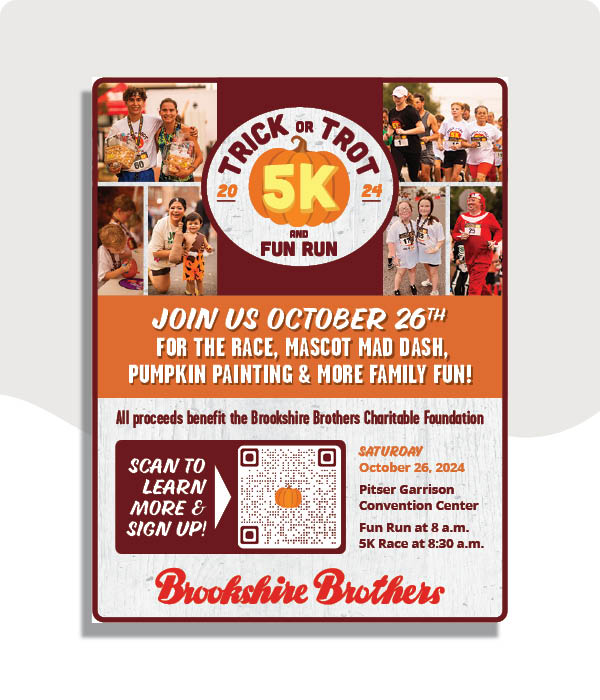 TRICK OR TROT
20 24
5K
AND
FUN RUN
JOIN US OCTOBER 26TH
FOR THE RACE, MASCOT MAD DASH,
PUMPKIN PAINTING & MORE FAMILY FUN!
All proceeds benefit the Brookshire Brothers Charitable Foundation
SCAN TO
LEARN
MORE &
SIGN UP!
SATURDAY
October 26, 2024
Pitser Garrison
Convention Center
Fun Run at 8 a.m.
5K Race at 8:30 a.m.
Brookshire Brothers